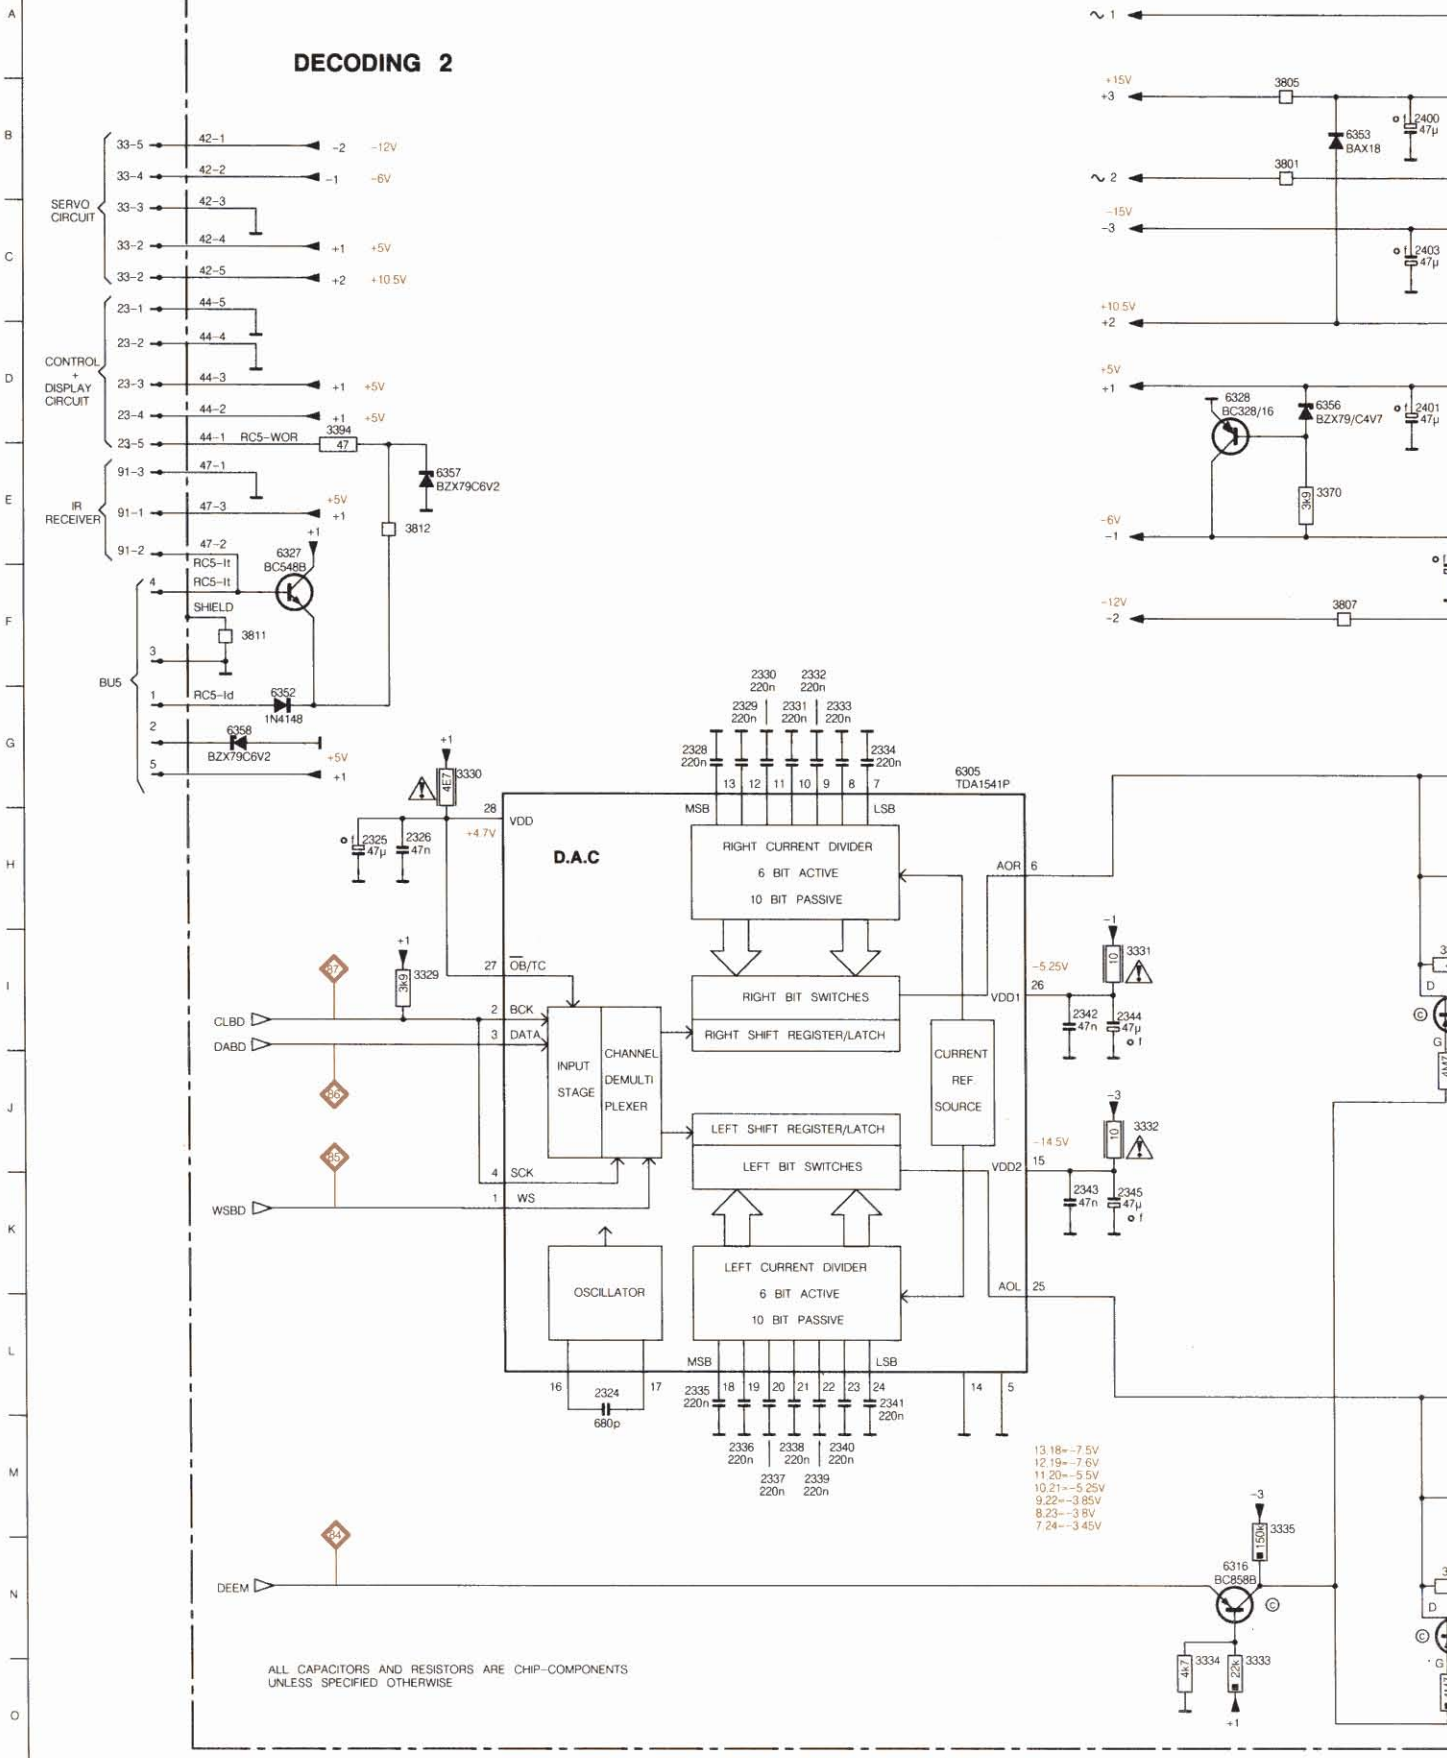 A
DECODING 2
∼ 1
+15V
+3
3805
B
6353
BAX18
2400
47µ
33-5 42-1 -2 -12V
33-4 42-2 -1 -6V
∼ 2
3801
SERVO
CIRCUIT
33-3 42-3
-15V
-3
33-2 42-4 +1 +5V
C
2403
47µ
33-2 42-5 +2 +10.5V
23-1 44-5
+10.5V
+2
23-2 44-4
CONTROL
+
DISPLAY
CIRCUIT
D
23-3 44-3 +1 +5V
+5V
+1
23-4 44-2 +1 +5V
6328
BC328/16
6356
BZX79/C4V7
2401
47µ
23-5 44-1 RC5-WOR
3394
47
91-3 47-1
6357
BZX79C6V2
E
IR
RECEIVER
91-1 47-3
+5V
+1
3812
3k9 3370
-6V
-1
91-2 47-2
RC5-It
6327
BC548B
+1
4 RC5-It
SHIELD
F
3811
-12V
-2
3807
3
BU5
1 RC5-Id
6352
1N4148
G
2
6358
BZX79C6V2
5
+5V
+1
2330
220n
2332
220n
2329
220n
2331
220n
2333
220n
2328
220n
2334
220n
+1
4E7 3330
13 12 11 10 9 8 7
6305
TDA1541P
28 VDD
+4.7V
MSB LSB
H
2325
47µ
2326
47n
D.A.C
RIGHT CURRENT DIVIDER
6 BIT ACTIVE
10 BIT PASSIVE
AOR 6
I
+1
3k9 3329
87
27 OB/TC
-1
10 3331
-5.25V
26
VDD1
RIGHT BIT SWITCHES
RIGHT SHIFT REGISTER/LATCH
2342
47n
2344
47µ
CLBD
2 BCK
DABD
3 DATA
INPUT
STAGE
CHANNEL
DEMULTI
PLEXER
CURRENT
REF
SOURCE
D
G
J
86
-3
10 3332
LEFT SHIFT REGISTER/LATCH
LEFT BIT SWITCHES
-14.5V
VDD2 15
85
4 SCK
WSBD
1 WS
2343
47n
2345
47µ
K
OSCILLATOR
LEFT CURRENT DIVIDER
6 BIT ACTIVE
10 BIT PASSIVE
AOL 25
L
MSB LSB
16 17
2324
680p
2335
220n
18 19 20 21 22 23 24
2341
220n
14 5
2336
220n
2338
220n
2340
220n
2337
220n
2339
220n
M
13.18=-7.5V
12.19=-7.6V
11.20=-5.5V
10.21=-5.25V
9.22=-3.85V
8.23=-3.8V
7.24=-3.45V
-3
150k 3335
84
DEEM
N
6316
BC858B
C
D
C
G
4k7 3334
22k 3333
+1
ALL CAPACITORS AND RESISTORS ARE CHIP-COMPONENTS
UNLESS SPECIFIED OTHERWISE
O